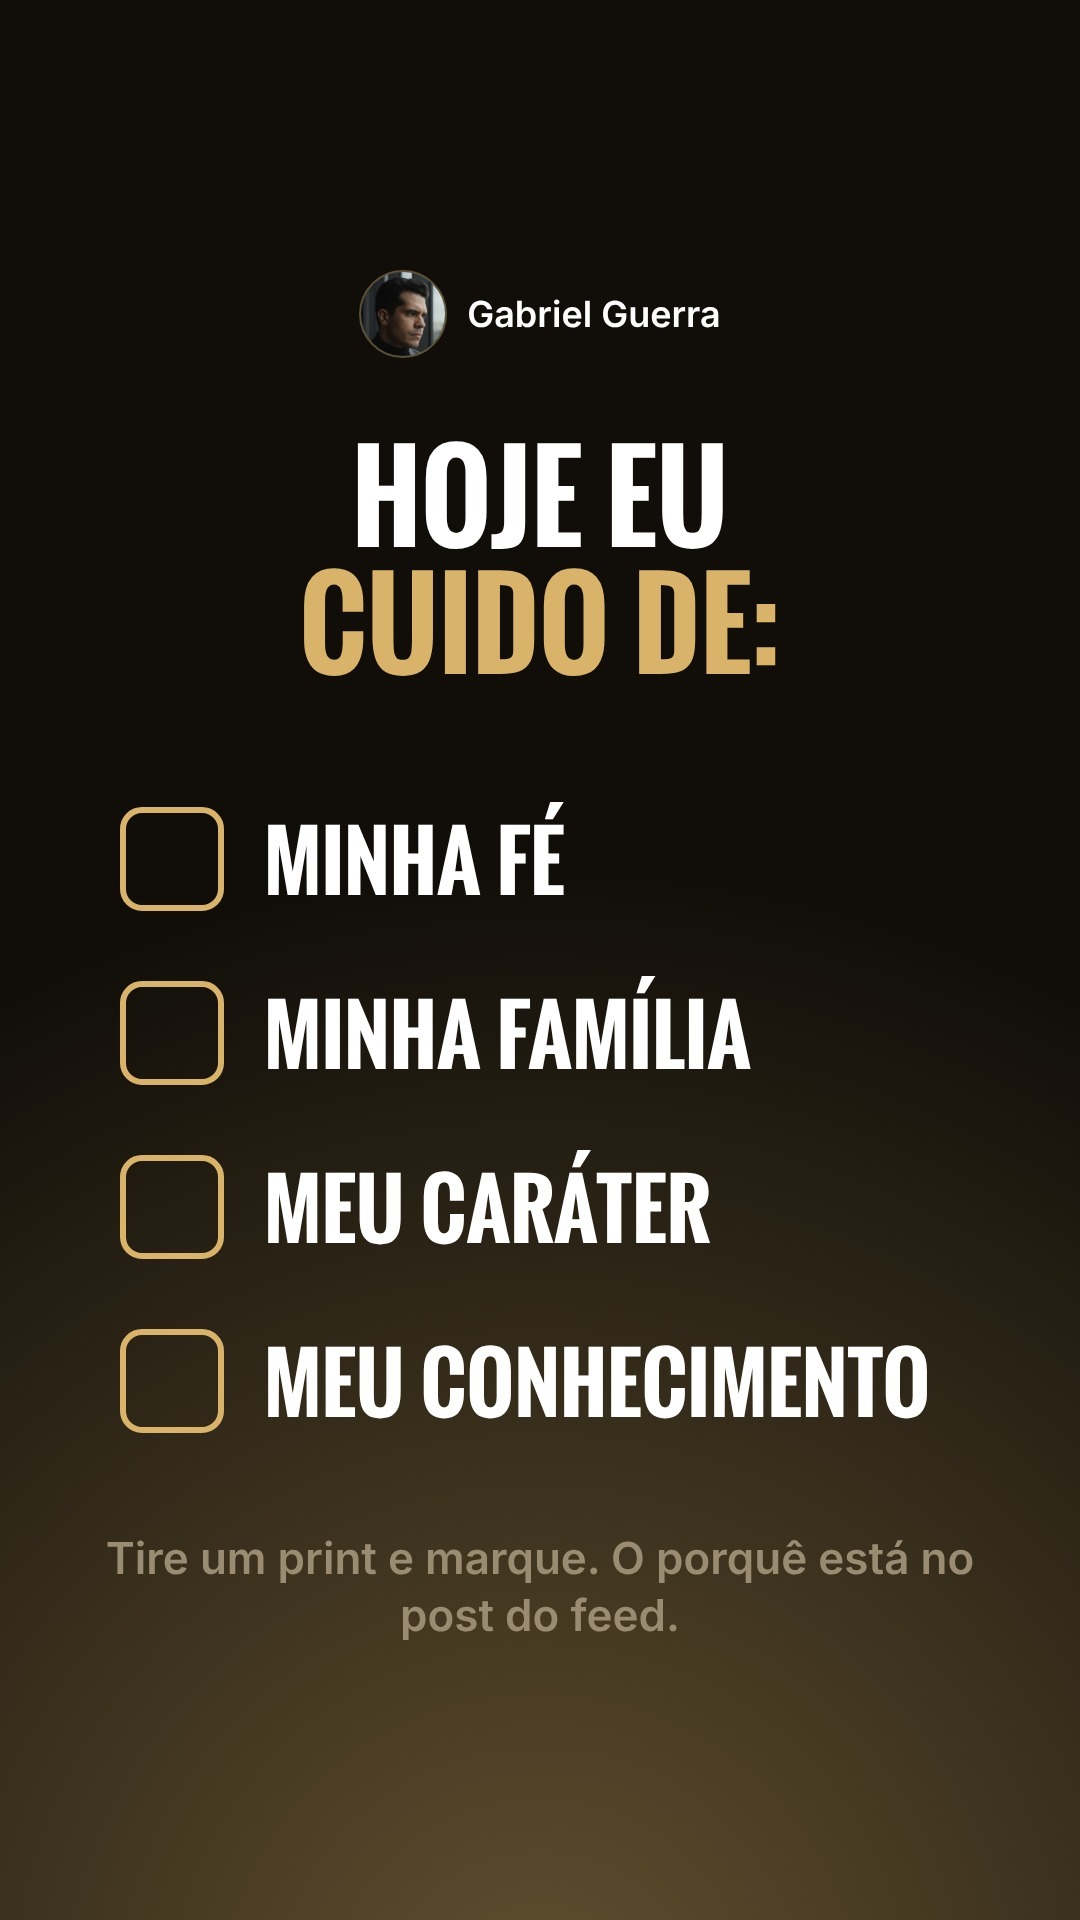 Gabriel Guerra
HOJE EU
CUIDO DE:
MINHA FÉ
MINHA FAMÍLIA
MEU CARÁTER
MEU CONHECIMENTO
Tire um print e marque. O porquê está no
post do feed.